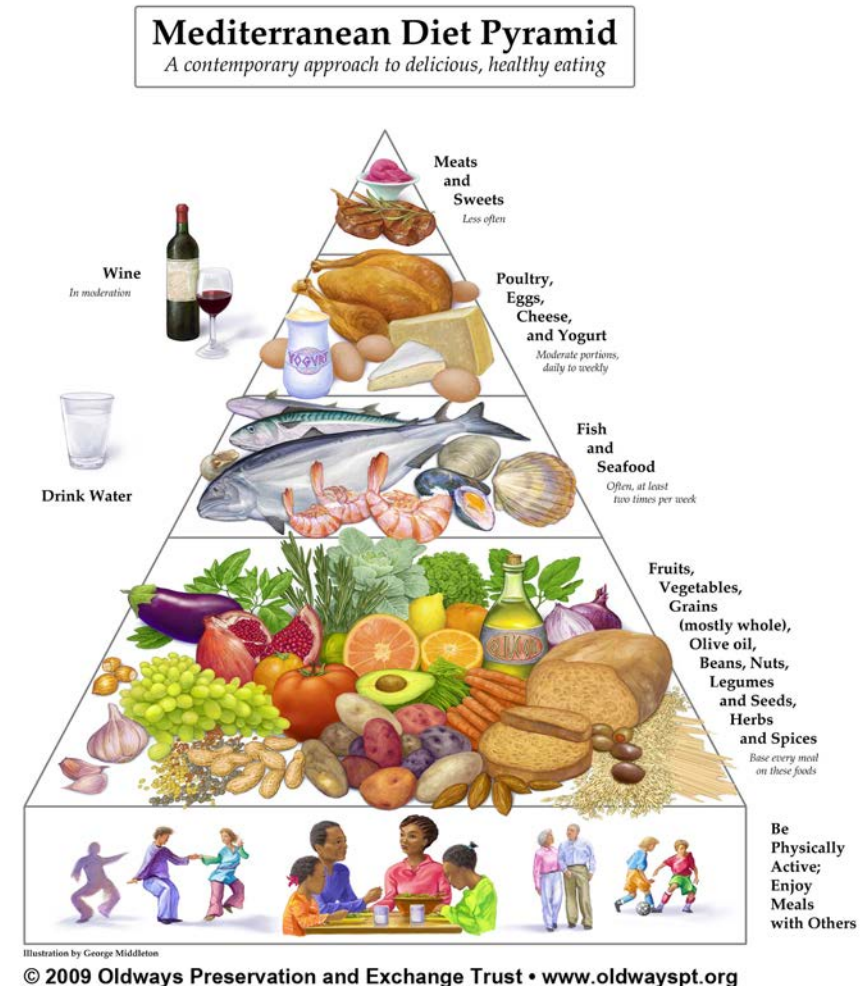 Mediterranean Diet Pyramid
A contemporary approach to delicious, healthy eating
Meats
and
Sweets
Less often
Wine
In moderation
Poultry,
Eggs,
Cheese,
and Yogurt
Moderate portions,
daily to weekly
YOGVRT
Drink Water
Fish
and
Seafood
Often, at least
two times per week
Fruits,
Vegetables,
Grains
(mostly whole),
Olive oil,
Beans, Nuts,
Legumes
and Seeds,
Herbs
and Spices
Base every meal
on these foods
Be
Physically
Active;
Enjoy
Meals
with Others
Illustration by George Middleton
© 2009 Oldways Preservation and Exchange Trust • www.oldwayspt.org